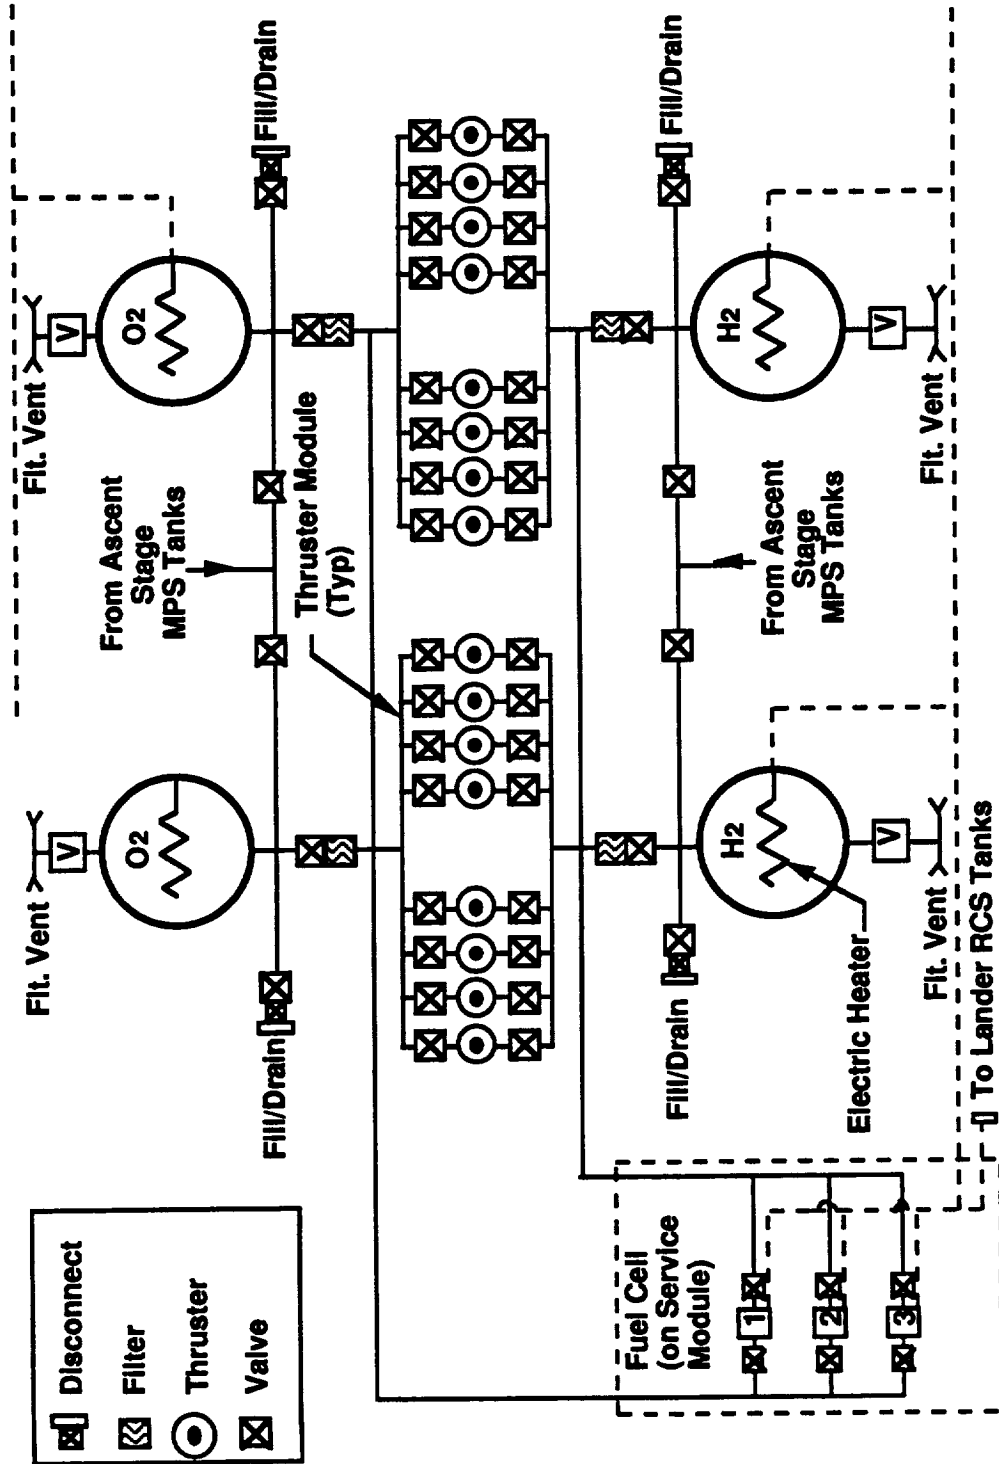 Disconnect
Filter
Thruster
Valve
Flt. Vent
V
O2
Fill/Drain
From Ascent
Stage
MPS Tanks
Flt. Vent
V
O2
Fill/Drain
Thruster Module
(Typ)
Fill/Drain
H2
V
Flt. Vent
Electric Heater
From Ascent
Stage
MPS Tanks
Fill/Drain
H2
V
Flt. Vent
Fuel Cell
(on Service
Module)
1
2
3
To Lander RCS Tanks